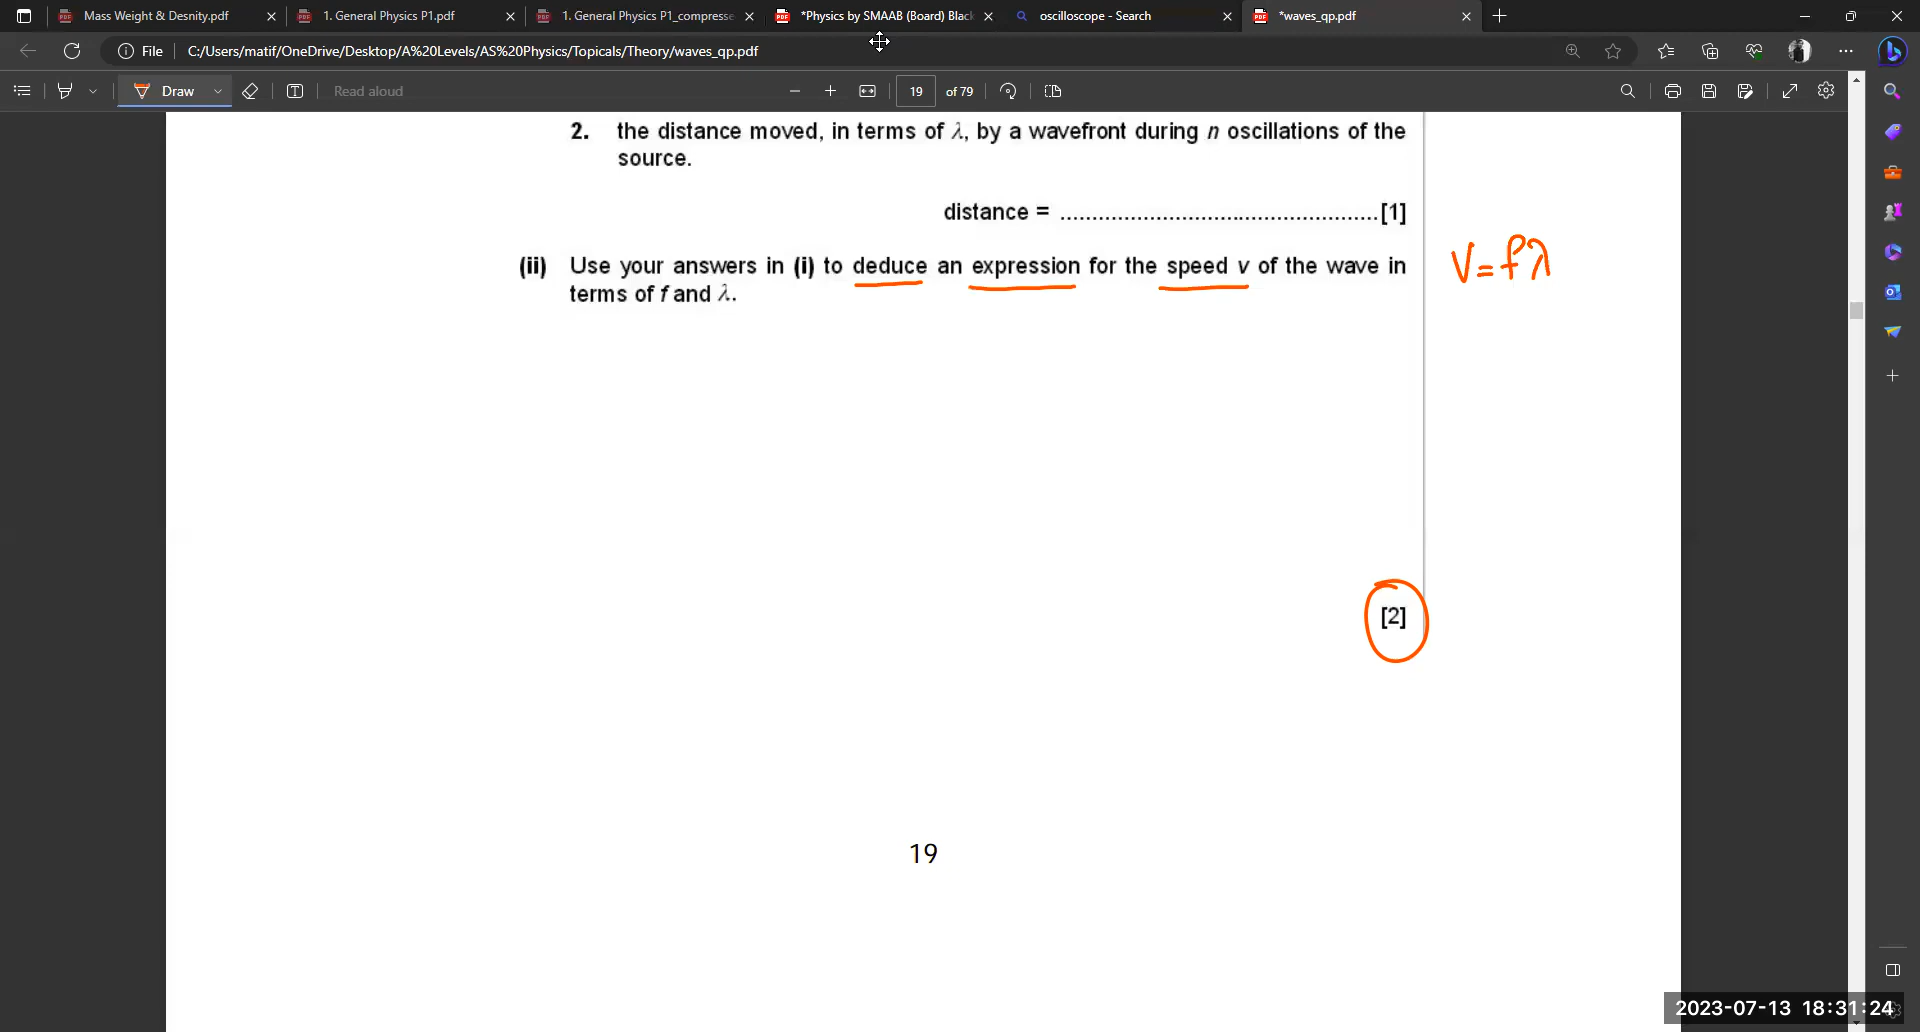 Mass Weight & Desnity.pdf
1. General Physics P1.pdf
1. General Physics P1_compresse
*Physics by SMAAB (Board) Blac
oscilloscope - Search
*waves_qp.pdf
File
C:/Users/matif/OneDrive/Desktop/A%20Levels/AS%20Physics/Topicals/Theory/waves_qp.pdf
Draw
Read aloud
19 of 79
2. the distance moved, in terms of λ, by a wavefront during n oscillations of the
source.
distance = .................................................[1]
(ii) Use your answers in (i) to deduce an expression for the speed v of the wave in
terms of f and λ.
V = fλ
[2]
19
2023-07-13 18:31:24